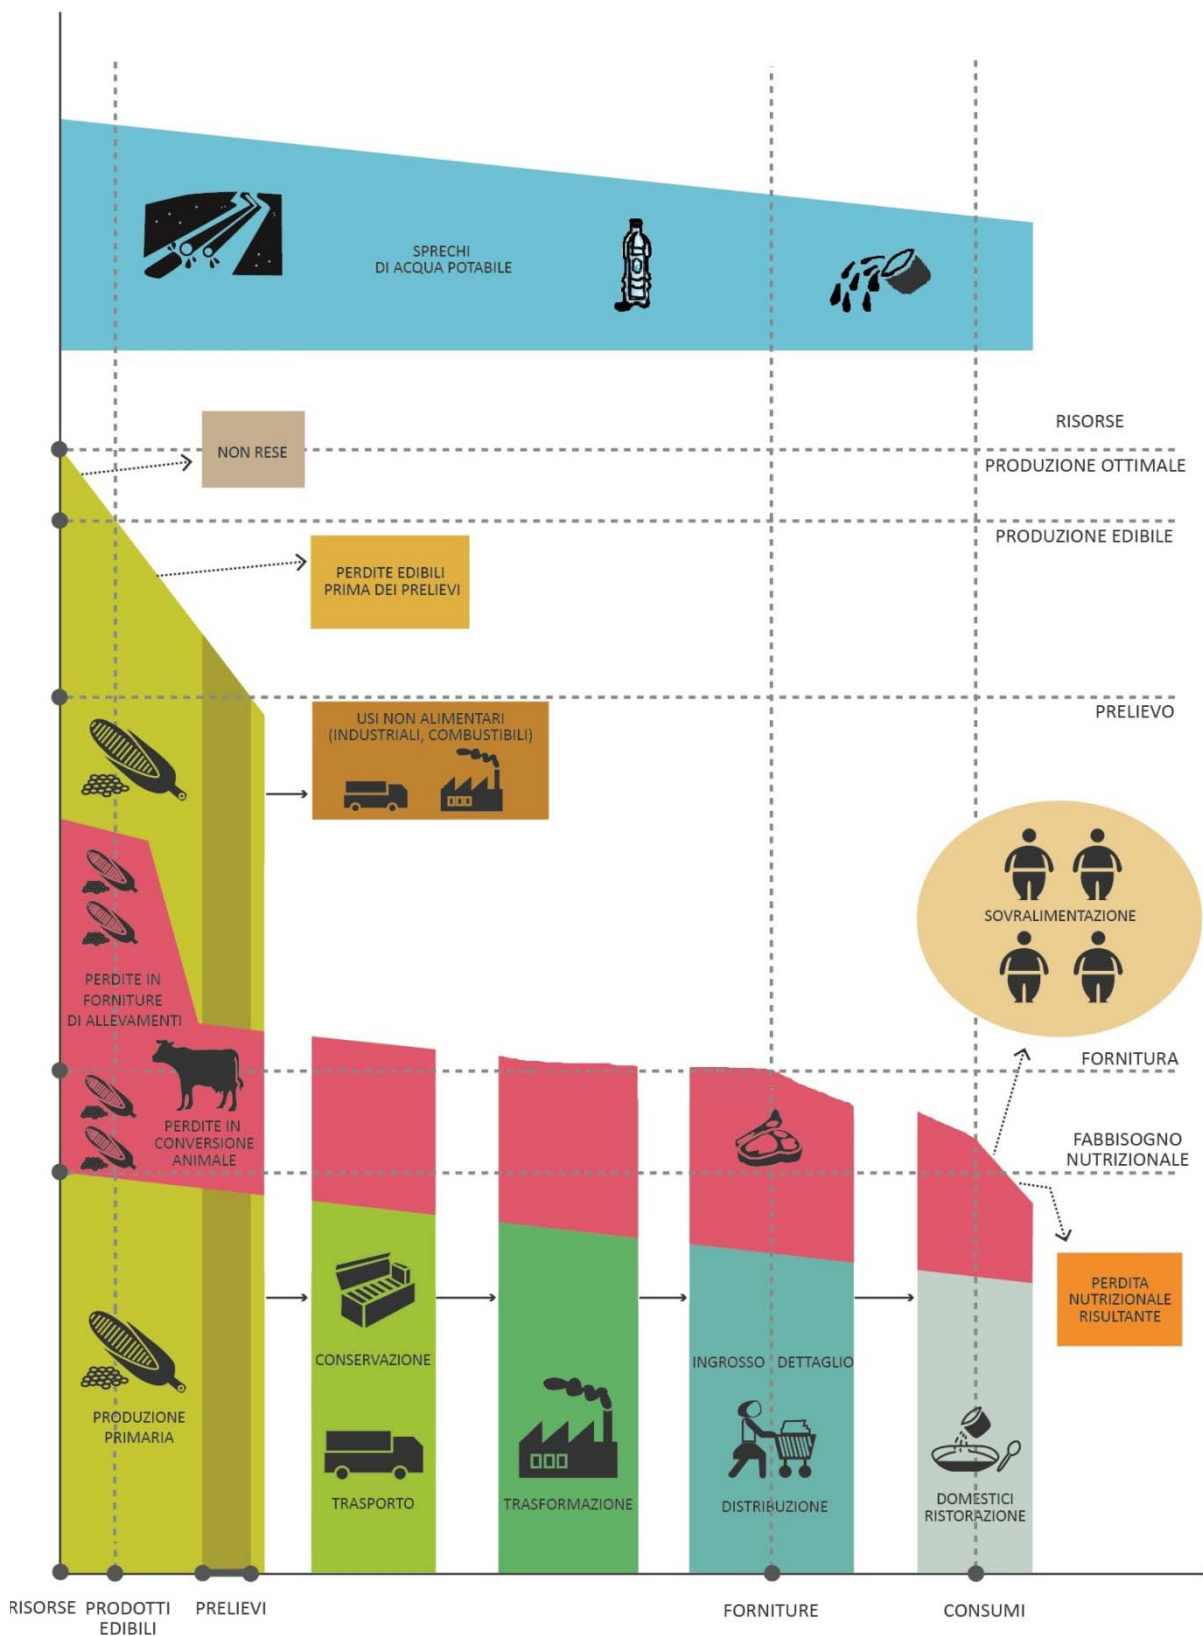 SPRECHI
DI ACQUA POTABILE
RISORSE
NON RESE
PRODUZIONE OTTIMALE
PRODUZIONE EDIBILE
PERDITE EDIBILI
PRIMA DEI PRELIEVI
PRELIEVO
USI NON ALIMENTARI
(INDUSTRIALI, COMBUSTIBILI)
SOVRALIMENTAZIONE
PERDITE IN
FORNITURE
DI ALLEVAMENTI
FORNITURA
PERDITE IN
CONVERSIONE
ANIMALE
FABBISOGNO
NUTRIZIONALE
PERDITA
NUTRIZIONALE
RISULTANTE
CONSERVAZIONE
INGROSSO DETTAGLIO
PRODUZIONE
PRIMARIA
TRASPORTO
TRASFORMAZIONE
DISTRIBUZIONE
DOMESTICI
RISTORAZIONE
RISORSE
PRODOTTI
EDIBILI
PRELIEVI
FORNITURE
CONSUMI